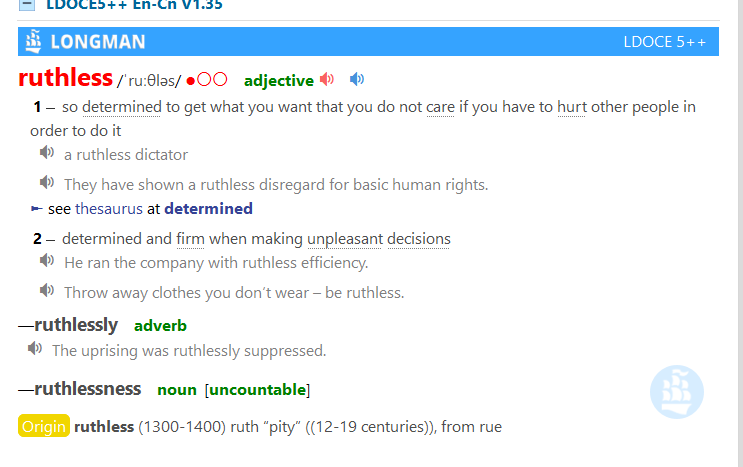 LDOCE5++ En-Cn V1.35
LONGMAN LDOCE 5++
ruthless /ˈruːθləs/ ●○○ adjective
1 – so determined to get what you want that you do not care if you have to hurt other people in
order to do it
a ruthless dictator
They have shown a ruthless disregard for basic human rights.
► see thesaurus at determined
2 – determined and firm when making unpleasant decisions
He ran the company with ruthless efficiency.
Throw away clothes you don’t wear – be ruthless.
—ruthlessly adverb
The uprising was ruthlessly suppressed.
—ruthlessness noun [uncountable]
Origin ruthless (1300-1400) ruth “pity” ((12-19 centuries)), from rue